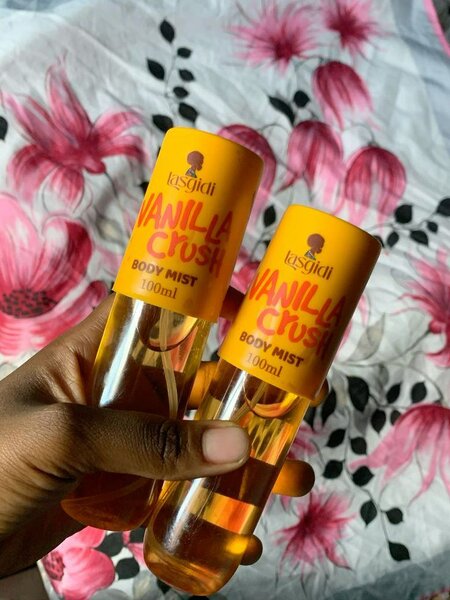 lasgidi
VANILLA
Crush
BODY MIST
100ml
lasgidi
VANILLA
Crush
BODY MIST
100ml